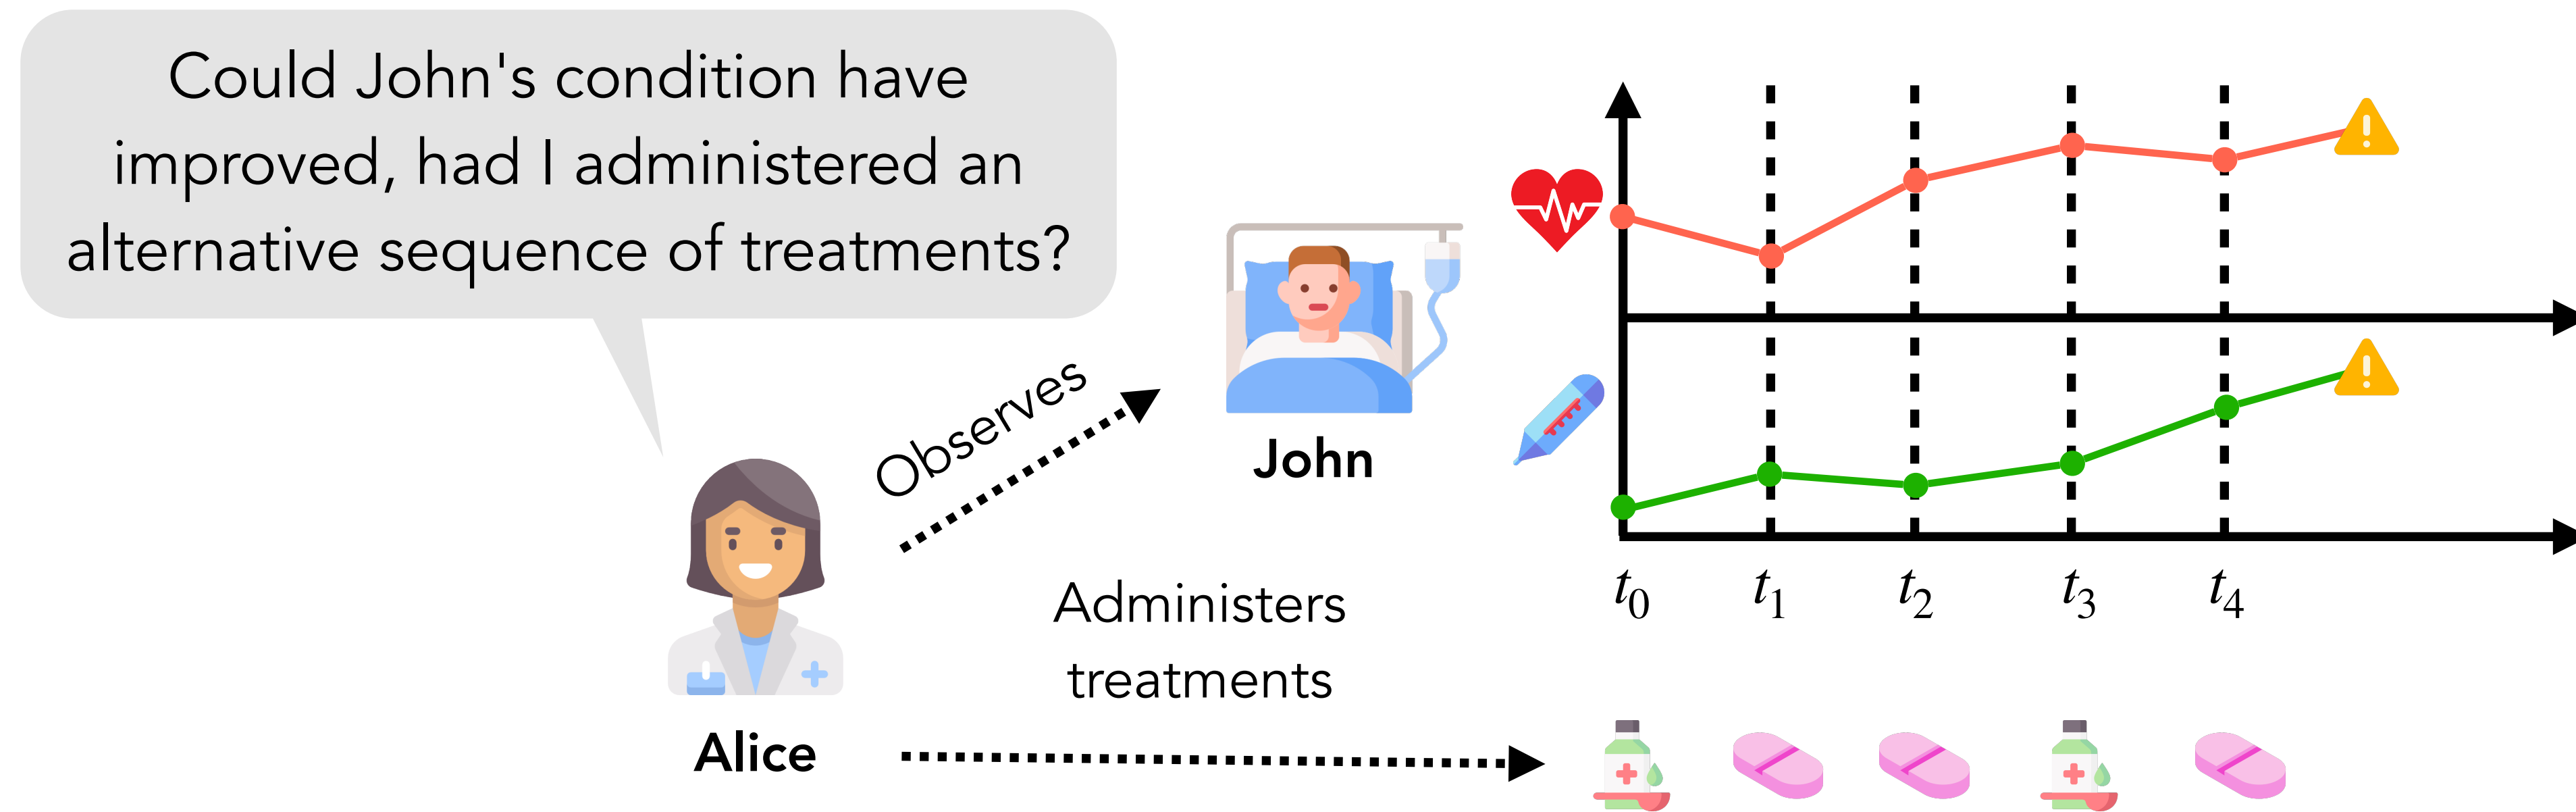 Could John's condition have
improved, had I administered an
alternative sequence of treatments?
Observes
John
Administers
treatments
Alice
t₀ t₁ t₂ t₃ t₄